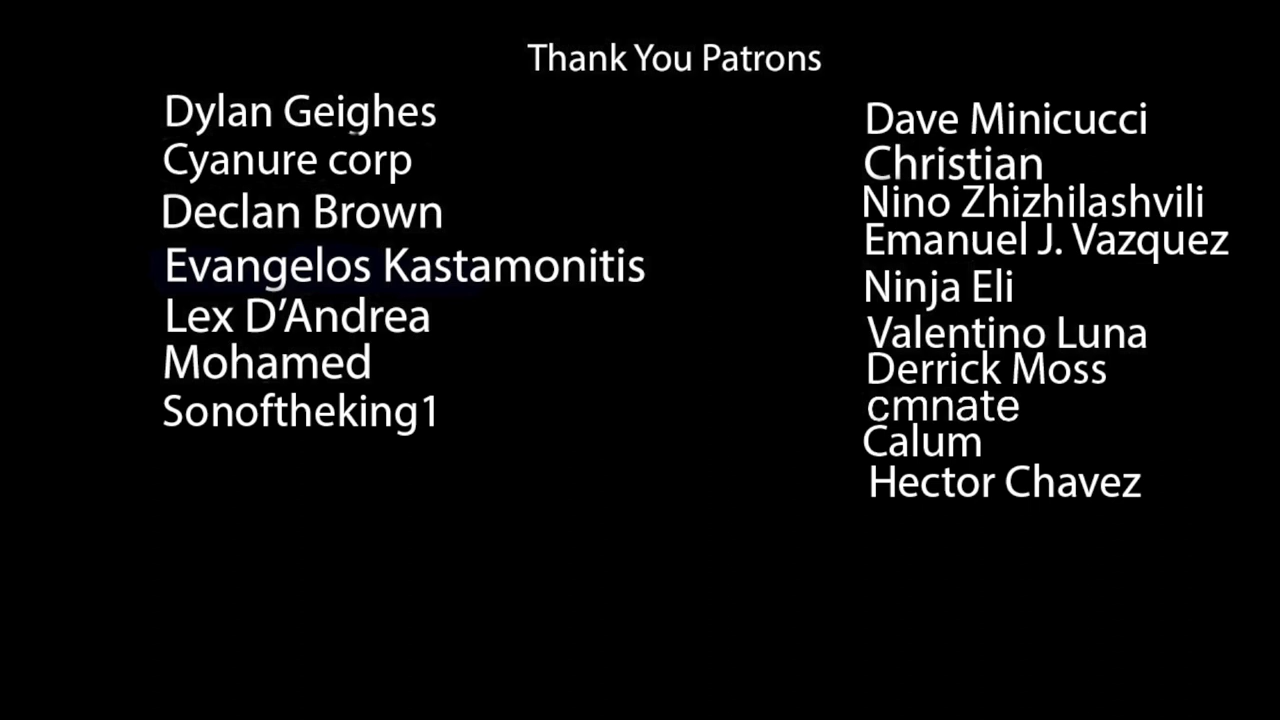 Thank You Patrons
Dylan Geighes
Cyanure corp
Declan Brown
Evangelos Kastamonitis
Lex D’Andrea
Mohamed
Sonoftheking1
Dave Minicucci
Christian
Nino Zhizhilashvili
Emanuel J. Vazquez
Ninja Eli
Valentino Luna
Derrick Moss
cmnate
Calum
Hector Chavez